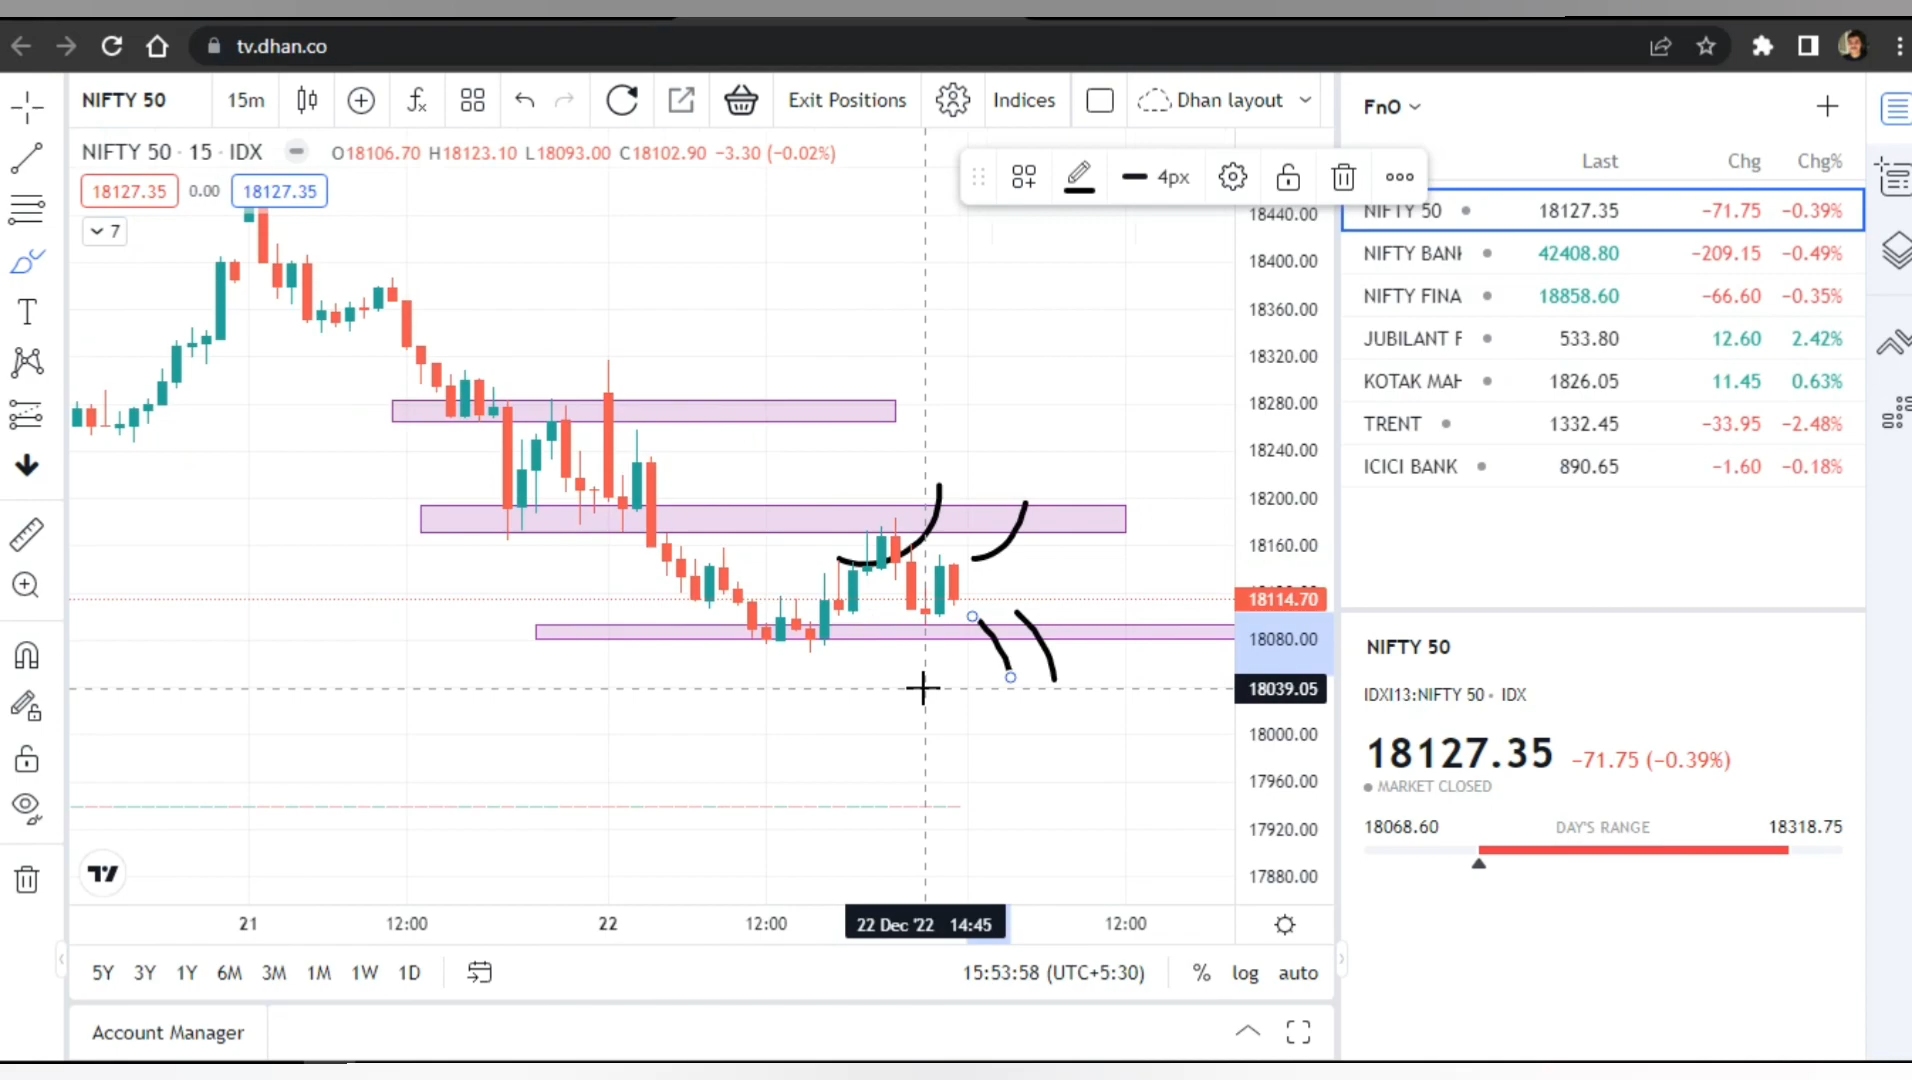 tv.dhan.co
NIFTY 50 15m Exit Positions Indices Dhan layout
FnO
NIFTY 50 · 15 · IDX O18106.70 H18123.10 L18093.00 C18102.90 −3.30 (−0.02%)
18127.35 0.00 18127.35
7
4px
Last Chg Chg%
NIFTY 50 18127.35 −71.75 −0.39%
NIFTY BANK 42408.80 −209.15 −0.49%
NIFTY FINA 18858.60 −66.60 −0.35%
JUBILANT F 533.80 12.60 2.42%
KOTAK MAH 1826.05 11.45 0.63%
TRENT 1332.45 −33.95 −2.48%
ICICI BANK 890.65 −1.60 −0.18%
18440.00
18400.00
18360.00
18320.00
18280.00
18240.00
18200.00
18160.00
18114.70
18080.00
18039.05
18000.00
17960.00
17920.00
17880.00
NIFTY 50
IDXI13:NIFTY 50 • IDX
18127.35 −71.75 (−0.39%)
MARKET CLOSED
18068.60 DAY'S RANGE 18318.75
21 12:00 22 12:00 22 Dec '22 14:45 12:00
5Y 3Y 1Y 6M 3M 1M 1W 1D 15:53:58 (UTC+5:30) % log auto
Account Manager